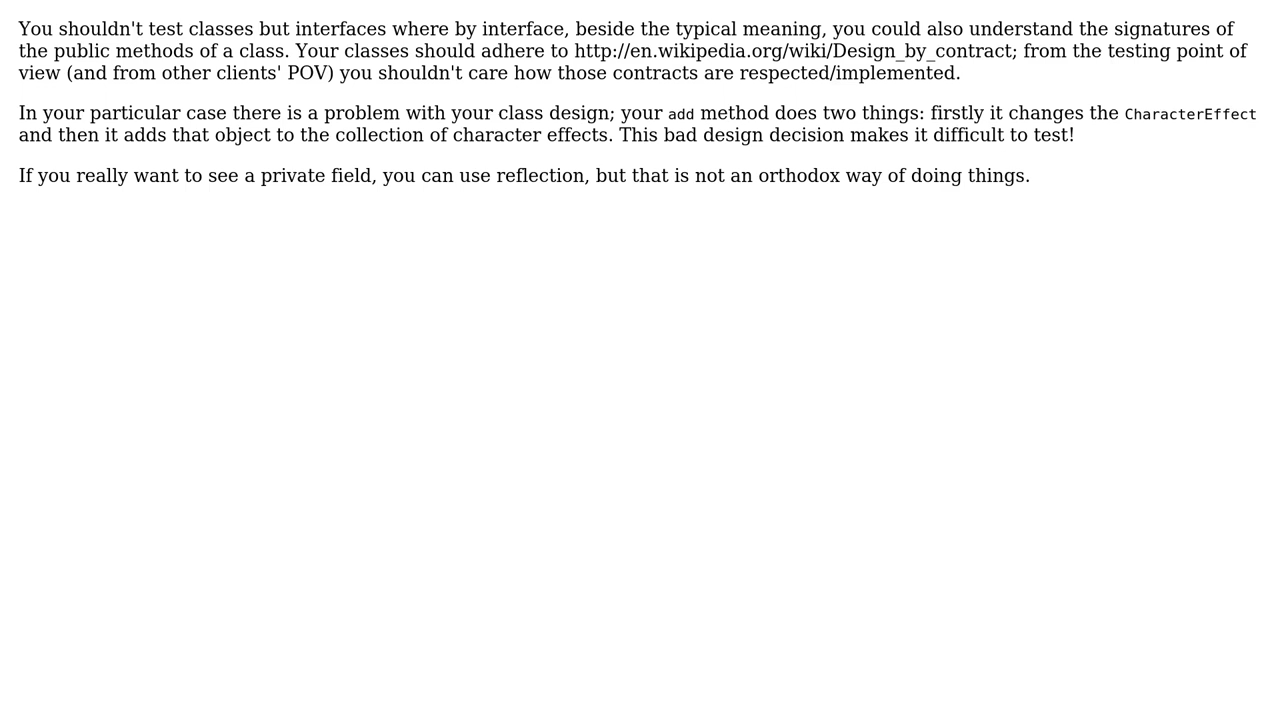 You shouldn't test classes but interfaces where by interface, beside the typical meaning, you could also understand the signatures of
the public methods of a class. Your classes should adhere to http://en.wikipedia.org/wiki/Design_by_contract; from the testing point of
view (and from other clients' POV) you shouldn't care how those contracts are respected/implemented.
In your particular case there is a problem with your class design; your add method does two things: firstly it changes the CharacterEffect
and then it adds that object to the collection of character effects. This bad design decision makes it difficult to test!
If you really want to see a private field, you can use reflection, but that is not an orthodox way of doing things.